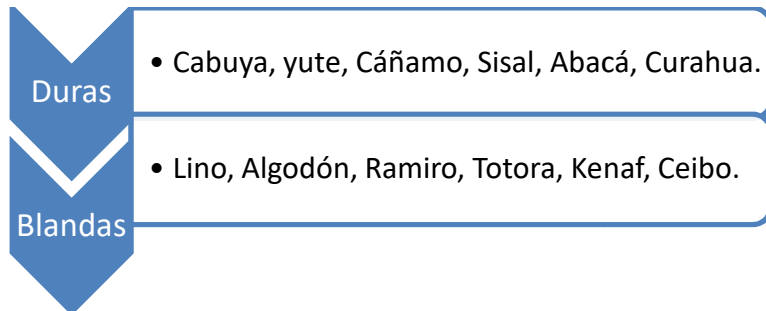 Duras
• Cabuya, yute, Cáñamo, Sisal, Abacá, Curahua.
Blandas
• Lino, Algodón, Ramiro, Totora, Kenaf, Ceibo.